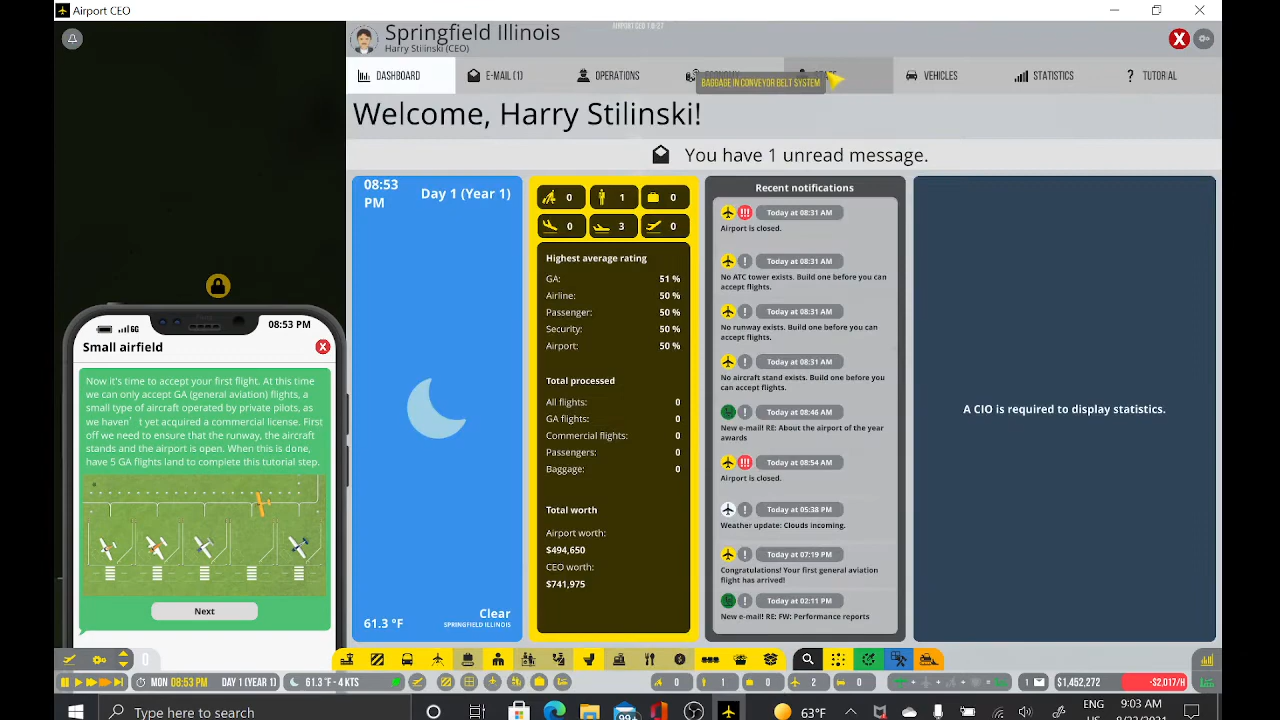 Airport CEO
AIRPORT CEO 1.0-27
Springfield Illinois
Harry Stilinski (CEO)
X
DASHBOARD
E-MAIL (1)
OPERATIONS
VEHICLES
STATISTICS
? TUTORIAL
BAGGAGE IN CONVEYOR BELT SYSTEM
Welcome, Harry Stilinski!
You have 1 unread message.
08:53 PM
Day 1 (Year 1)
61.3 °F
Clear
SPRINGFIELD ILLINOIS
0 1 0
0 3 0
Highest average rating
GA: 51 %
Airline: 50 %
Passenger: 50 %
Security: 50 %
Airport: 50 %
Total processed
All flights: 0
GA flights: 0
Commercial flights: 0
Passengers: 0
Baggage: 0
Total worth
Airport worth:
$494,650
CEO worth:
$741,975
Recent notifications
!!! Today at 08:31 AM
Airport is closed.
! Today at 08:31 AM
No ATC tower exists. Build one before you can
accept flights.
! Today at 08:31 AM
No runway exists. Build one before you can
accept flights.
! Today at 08:31 AM
No aircraft stand exists. Build one before you can
accept flights.
! Today at 08:46 AM
New e-mail! RE: About the airport of the year
awards
!!! Today at 08:54 AM
Airport is closed.
! Today at 05:38 PM
Weather update: Clouds incoming.
! Today at 07:19 PM
Congratulations! Your first general aviation
flight has arrived!
! Today at 02:11 PM
New e-mail! RE: FW: Performance reports
A CIO is required to display statistics.
6G
08:53 PM
Small airfield
X
Now it's time to accept your first flight. At this time
we can only accept GA (general aviation) flights, a
small type of aircraft operated by private pilots, as
we haven't yet acquired a commercial license. First
off we need to ensure that the runway, the aircraft
stands and the airport is open. When this is done,
have 5 GA flights land to complete this tutorial step.
Next
0
MON 08:53 PM DAY 1 (YEAR 1) 61.3 °F - 4 KTS 0 1 0 2 0 1 $1,452,272 -$2.017/H
Type here to search
99+
63°F
ENG
9:03 AM